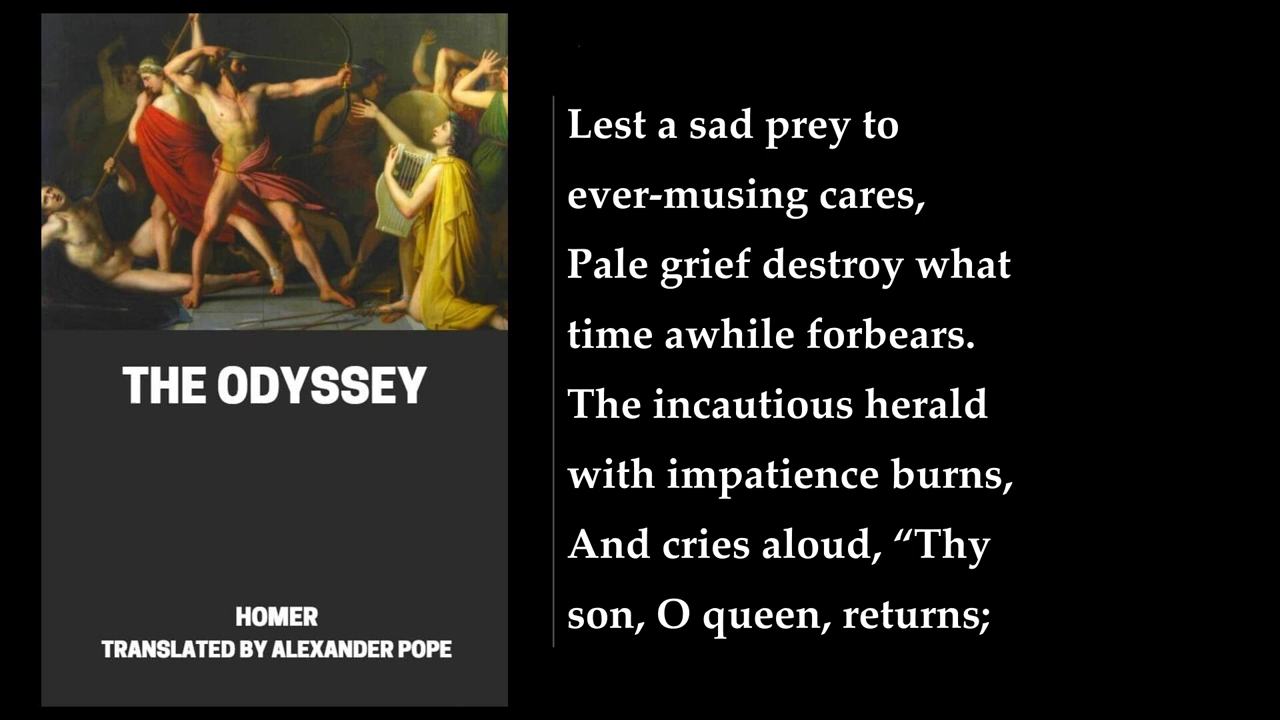 THE ODYSSEY
HOMER
TRANSLATED BY ALEXANDER POPE
Lest a sad prey to
ever-musing cares,
Pale grief destroy what
time awhile forbears.
The incautious herald
with impatience burns,
And cries aloud, “Thy
son, O queen, returns;